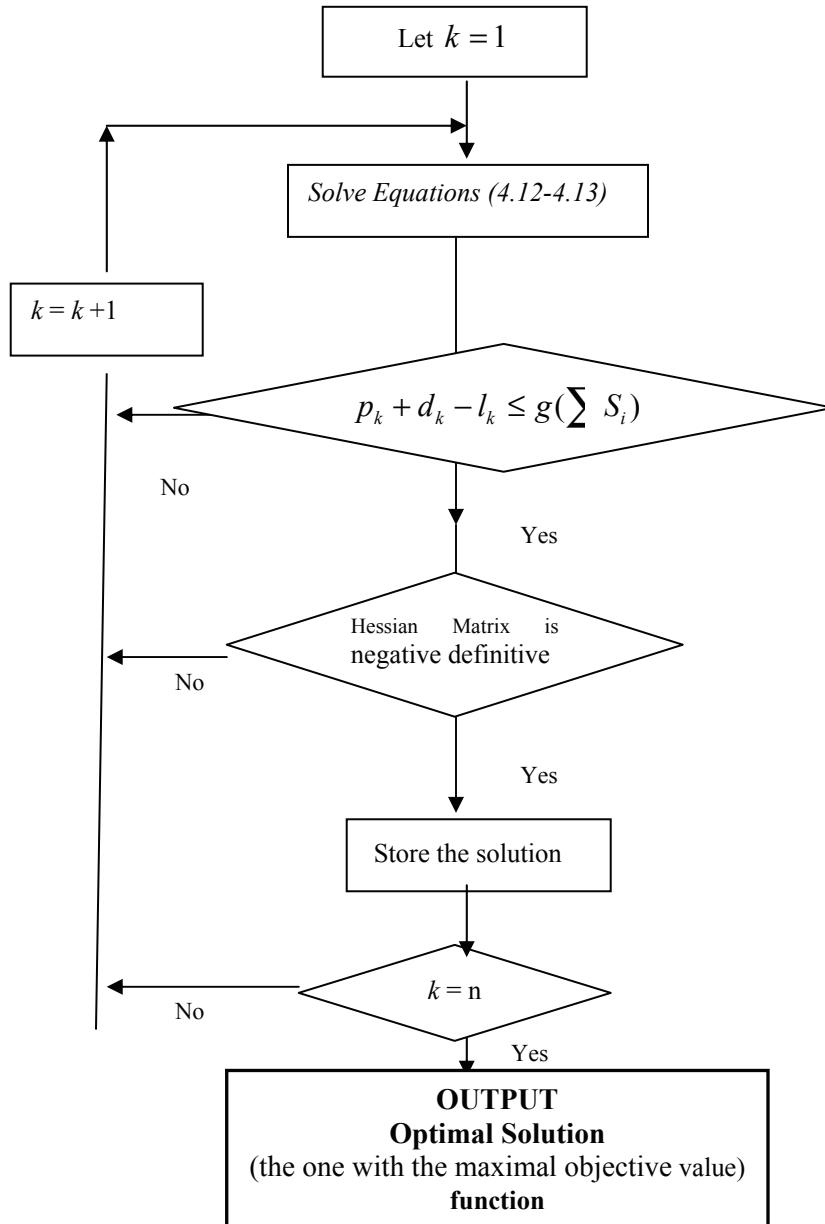 Let k = 1
Solve Equations (4.12-4.13)
k = k +1
p_k + d_k − l_k ≤ g(∑ S_i)
No
Yes
Hessian Matrix is
negative definitive
No
Yes
Store the solution
k = n
No
Yes
OUTPUT
Optimal Solution
(the one with the maximal objective value)
function